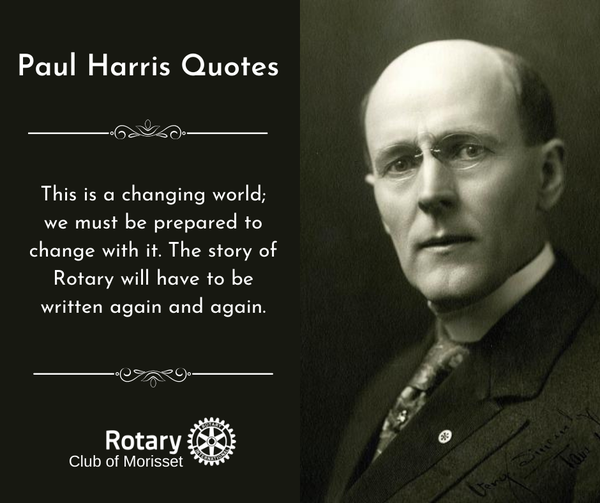 Paul Harris Quotes
This is a changing world;
we must be prepared to
change with it. The story of
Rotary will have to be
written again and again.
Rotary
Club of Morisset